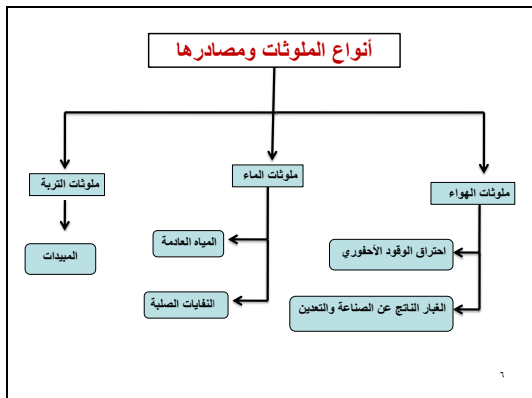 أنواع الملوثات ومصادرها
ملوثات الهواء
احتراق الوقود الأحفوري
الغبار الناتج عن الصناعة والتعدين
ملوثات الماء
المياه العادمة
النفايات الصلبة
ملوثات التربة
المبيدات
٦